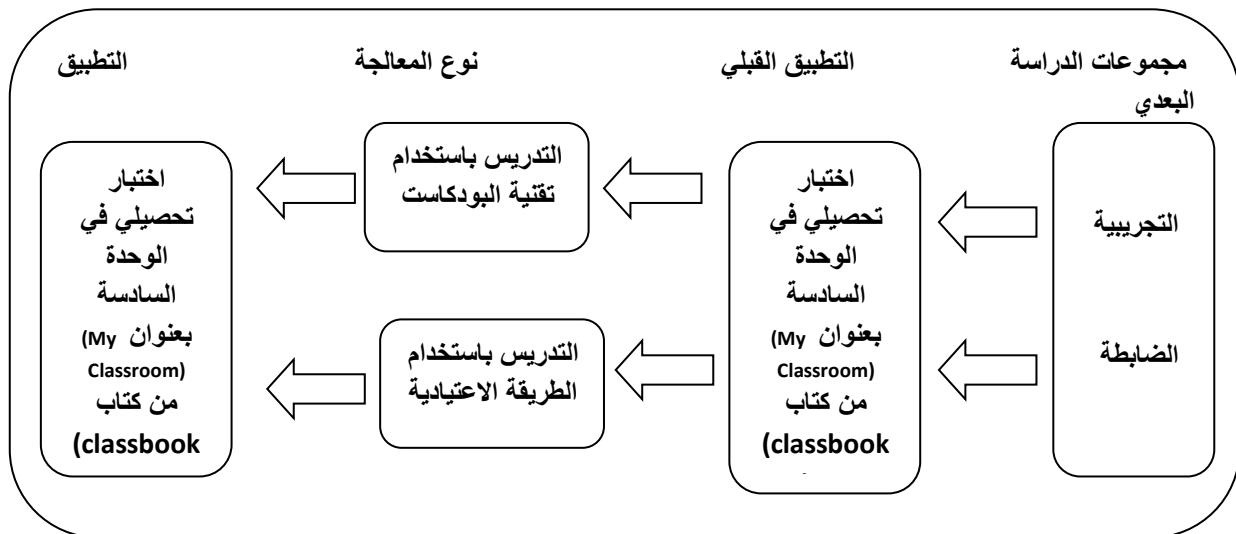 مجموعات الدراسة التطبيق القبلي نوع المعالجة التطبيق
البعدي
التجريبية
الضابطة
اختبار
تحصيلي في
الوحدة
السادسة
بعنوان My)
Classroom)
من كتاب
(classbook
التدريس باستخدام
تقنية البودكاست
التدريس باستخدام
الطريقة الاعتيادية
اختبار
تحصيلي في
الوحدة
السادسة
بعنوان My)
Classroom)
من كتاب
(classbook